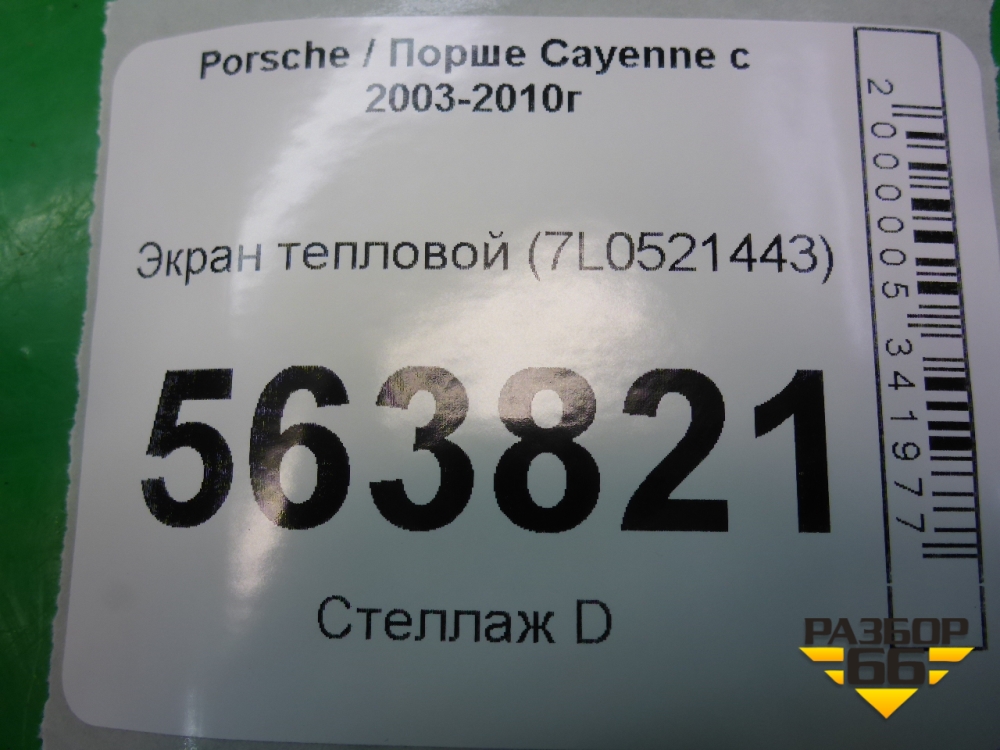 Porsche / Порше Cayenne с
2003-2010г
Экран тепловой (7L0521443)
563821
Стеллаж D
2000005341977
РАЗБОР
66